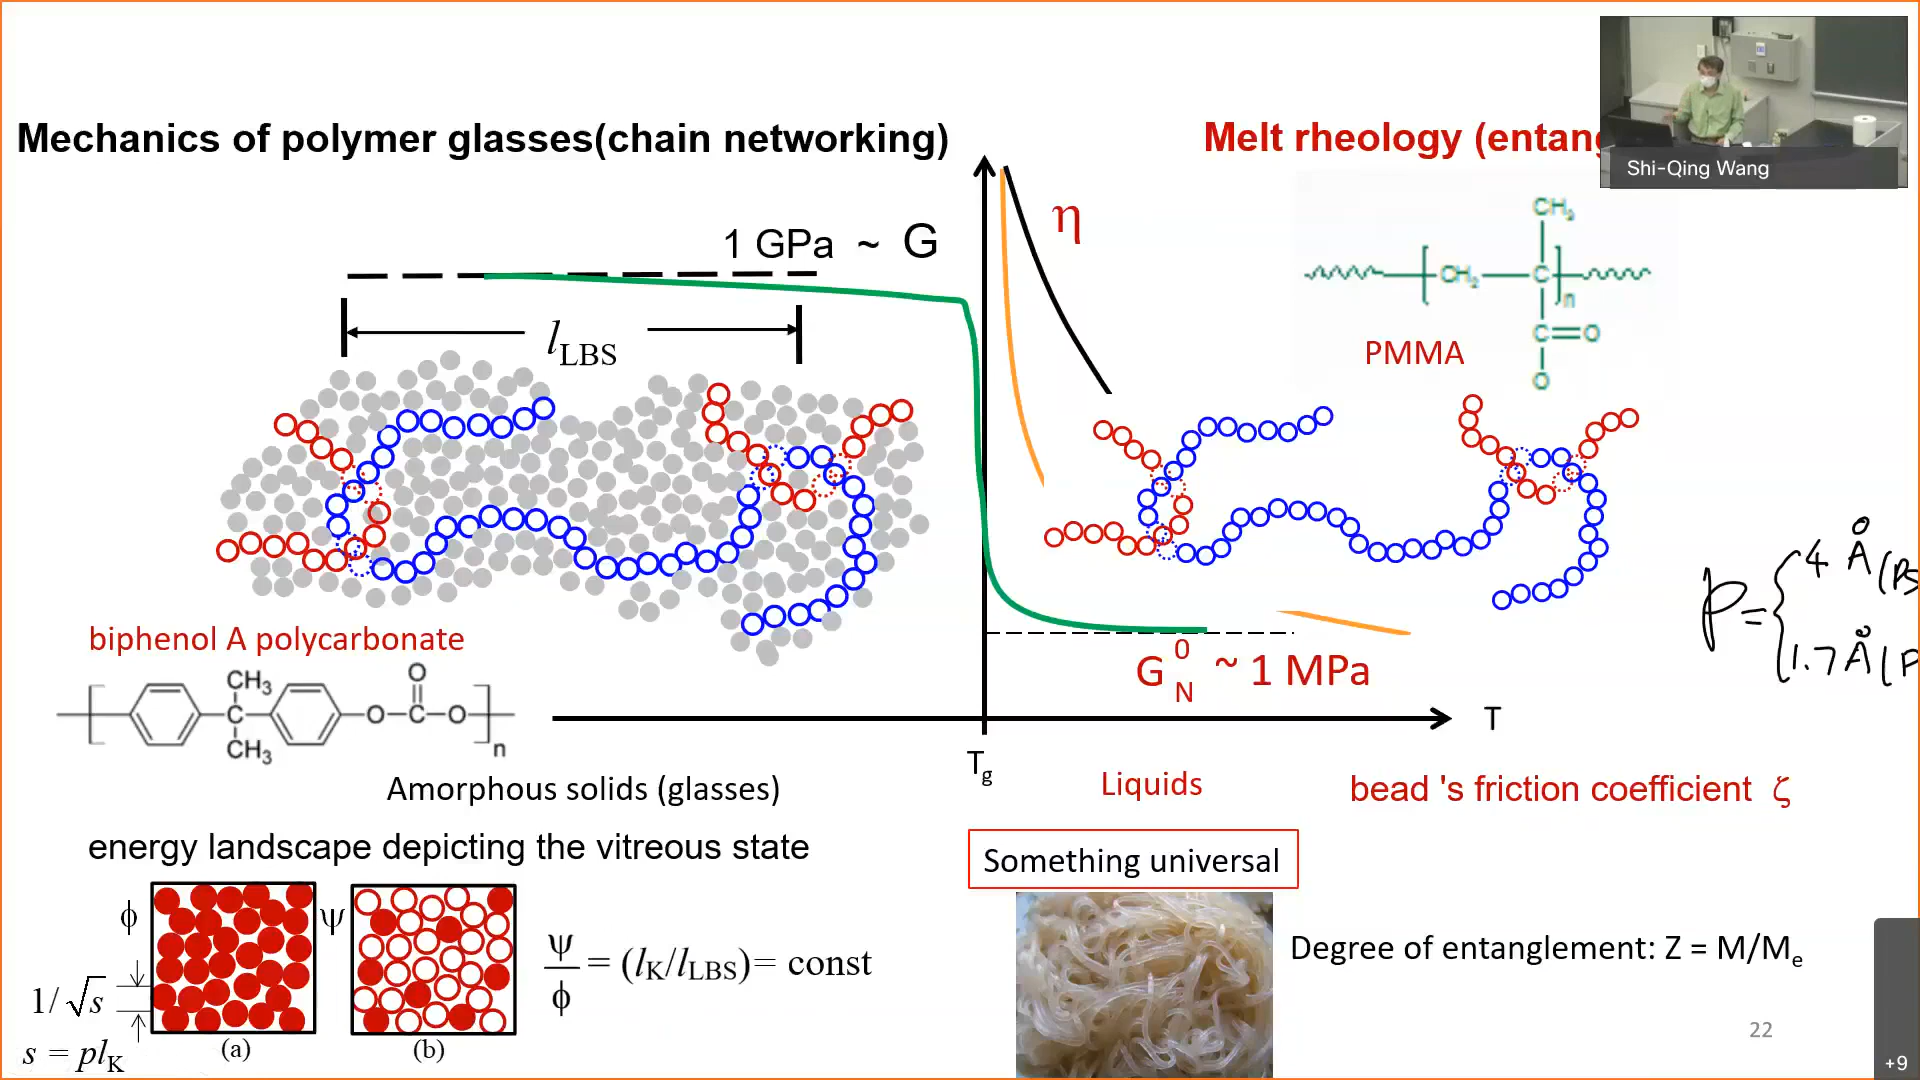 Mechanics of polymer glasses(chain networking)
Melt rheology (entang
Shi-Qing Wang
1 GPa ~ G
η
l_LBS
CH₃
CH₂
C
n
C=O
O
PMMA
4 Å (PS
p =
1.7 Å (P
biphenol A polycarbonate
G_N^0 ~ 1 MPa
CH₃
O
C
O-C-O
CH₃
n
T
T_g
Amorphous solids (glasses)
Liquids
bead 's friction coefficient ζ
energy landscape depicting the vitreous state
Something universal
ϕ
ψ
ψ/ϕ = (l_K/l_LBS)= const
Degree of entanglement: Z = M/Mₑ
1/√s
s = pl_K
(a)
(b)
22
+9